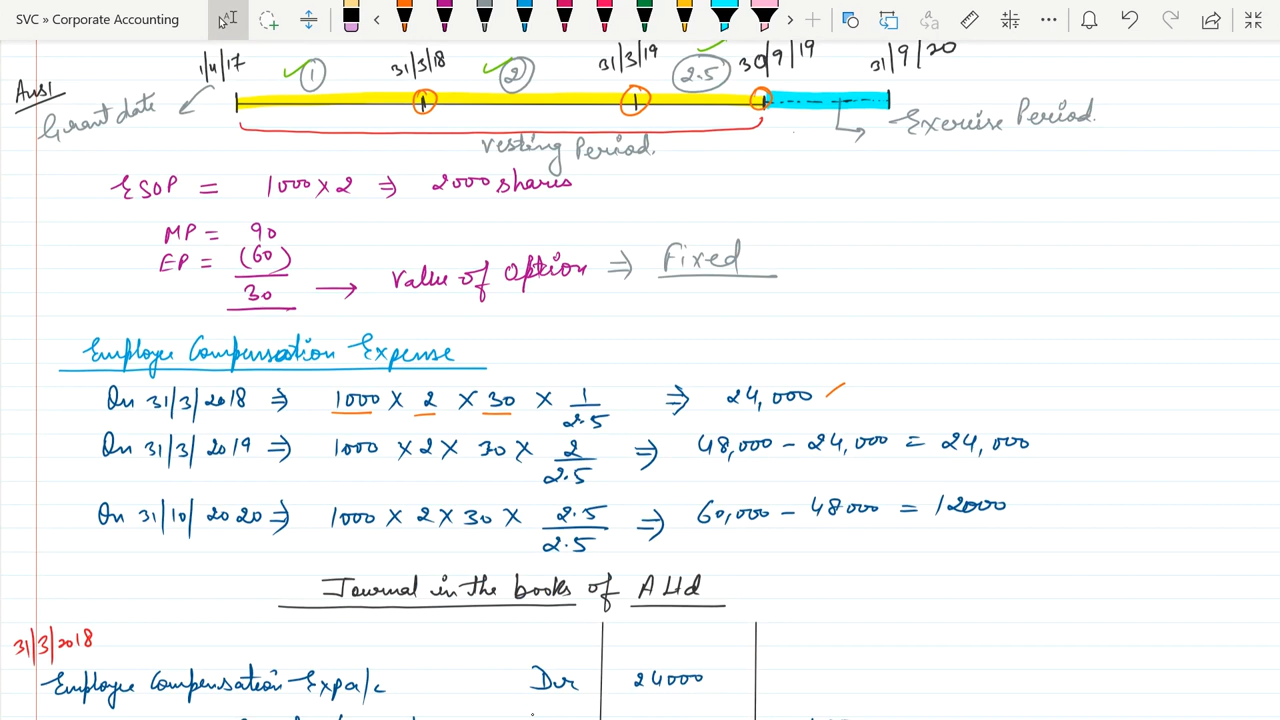 SVC » Corporate Accounting
1/4/17 31/3/18 31/3/19 30/9/19 31/9/20
1 2 2.5
Ans1
Grant date Vesting Period. Exercise Period.
ESOP = 1000 × 2 ⇒ 2000 shares
MP = 90
EP = (60)
30 → Value of option ⇒ Fixed
Employee Compensation Expense
On 31/3/2018 ⇒ 1000 × 2 × 30 × 1/2.5 ⇒ 24,000
On 31/3/2019 ⇒ 1000 × 2 × 30 × 2/2.5 ⇒ 48,000 - 24,000 = 24,000
On 31/10/2020 ⇒ 1000 × 2 × 30 × 2.5/2.5 ⇒ 60,000 - 48000 = 12000
Journal in the books of A Ltd
31/3/2018
Employee Compensation Exp a/c Dr 24000